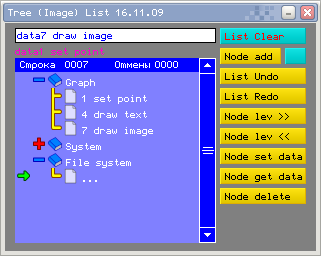 Tree (Image) List 16.11.09
data7 draw image
data1 set point
Строка 0007 Оммены 0000
Graph
1 set point
4 draw text
7 draw image
System
File system
...
List Clear
Node add
List Undo
List Redo
Node lev >>
Node lev <<
Node set data
Node get data
Node delete